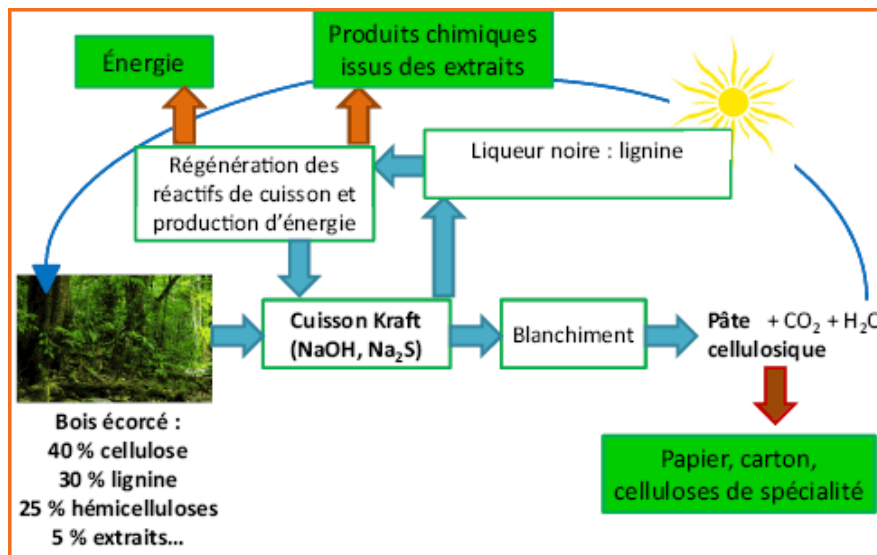 Énergie
Produits chimiques
issus des extraits
Régénération des
réactifs de cuisson et
production d'énergie
Liqueur noire : lignine
Cuisson Kraft
(NaOH, Na₂S)
Blanchiment
Pâte + CO₂ + H₂O
cellulosique
Bois écorcé :
40 % cellulose
30 % lignine
25 % hémicelluloses
5 % extraits...
Papier, carton,
celluloses de spécialité